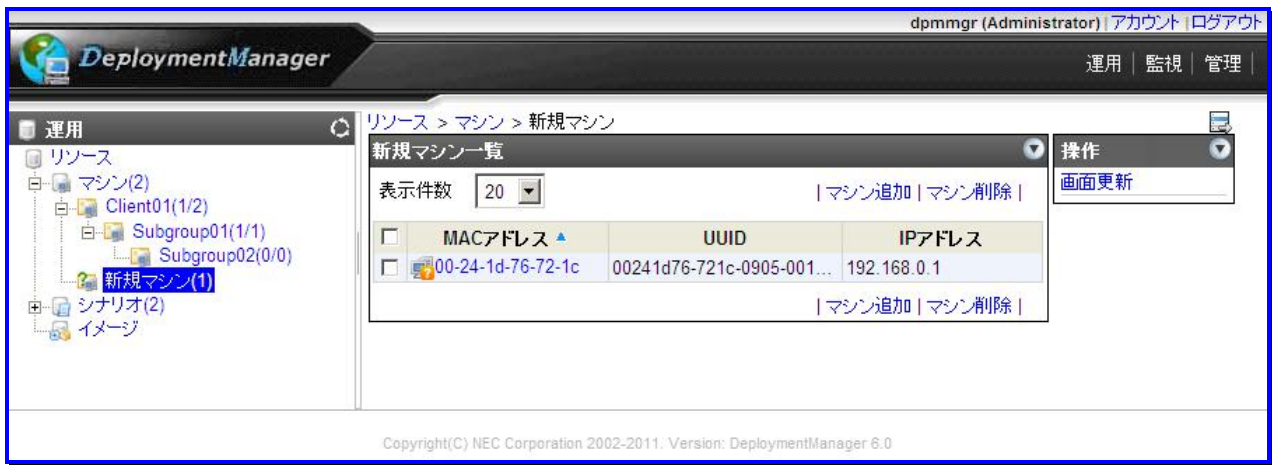 dpmmgr (Administrator) | アカウント | ログアウト
DeploymentManager
運用 | 監視 | 管理 |
運用
リソース
マシン(2)
Client01(1/2)
Subgroup01(1/1)
Subgroup02(0/0)
新規マシン(1)
シナリオ(2)
イメージ
リソース > マシン > 新規マシン
新規マシン一覧
表示件数 20 | マシン追加 | マシン削除 |
MACアドレス UUID IPアドレス
00-24-1d-76-72-1c 00241d76-721c-0905-001... 192.168.0.1
| マシン追加 | マシン削除 |
操作
画面更新
Copyright(C) NEC Corporation 2002-2011. Version: DeploymentManager 6.0